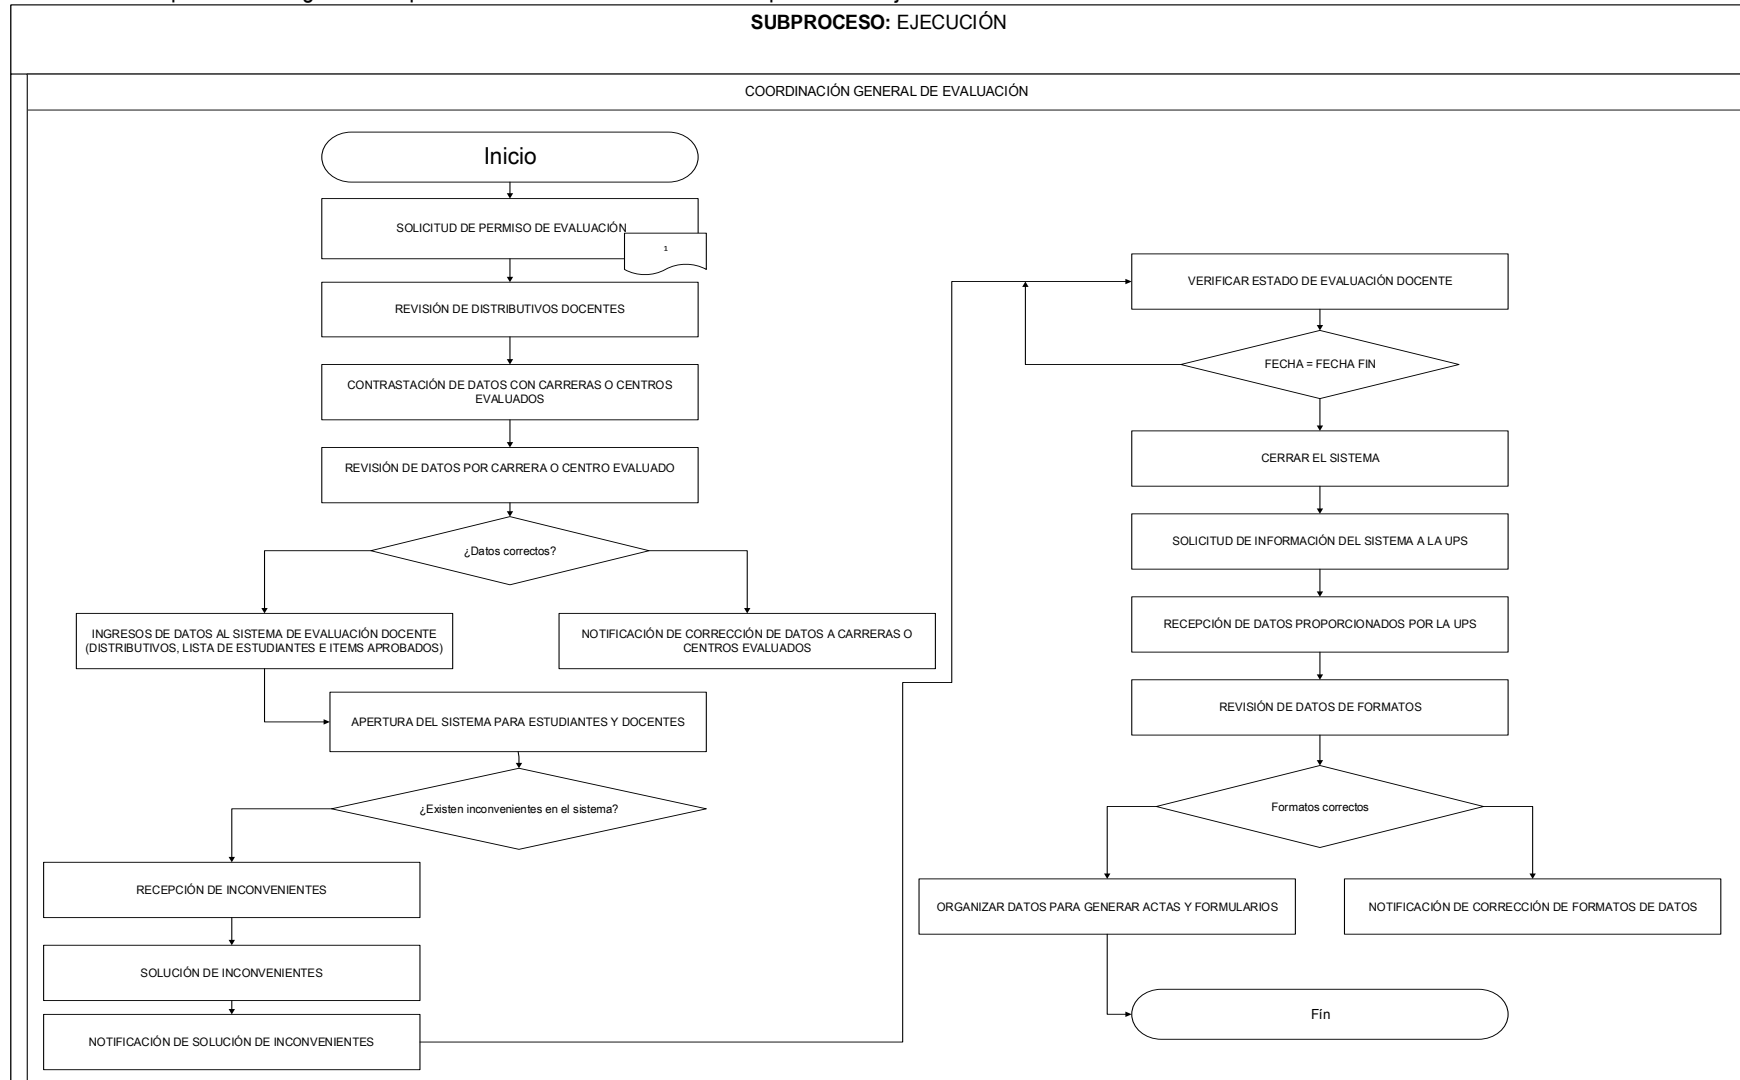 SUBPROCESO: EJECUCIÓN
COORDINACIÓN GENERAL DE EVALUACIÓN
Inicio
SOLICITUD DE PERMISO DE EVALUACIÓN
1
REVISIÓN DE DISTRIBUTIVOS DOCENTES
CONTRASTACIÓN DE DATOS CON CARRERAS O CENTROS
EVALUADOS
REVISIÓN DE DATOS POR CARRERA O CENTRO EVALUADO
¿Datos correctos?
INGRESOS DE DATOS AL SISTEMA DE EVALUACIÓN DOCENTE
(DISTRIBUTIVOS, LISTA DE ESTUDIANTES E ITEMS APROBADOS)
NOTIFICACIÓN DE CORRECCIÓN DE DATOS A CARRERAS O
CENTROS EVALUADOS
APERTURA DEL SISTEMA PARA ESTUDIANTES Y DOCENTES
¿Existen inconvenientes en el sistema?
RECEPCIÓN DE INCONVENIENTES
SOLUCIÓN DE INCONVENIENTES
NOTIFICACIÓN DE SOLUCIÓN DE INCONVENIENTES
VERIFICAR ESTADO DE EVALUACIÓN DOCENTE
FECHA = FECHA FIN
CERRAR EL SISTEMA
SOLICITUD DE INFORMACIÓN DEL SISTEMA A LA UPS
RECEPCIÓN DE DATOS PROPORCIONADOS POR LA UPS
REVISIÓN DE DATOS DE FORMATOS
Formatos correctos
ORGANIZAR DATOS PARA GENERAR ACTAS Y FORMULARIOS
NOTIFICACIÓN DE CORRECCIÓN DE FORMATOS DE DATOS
Fín